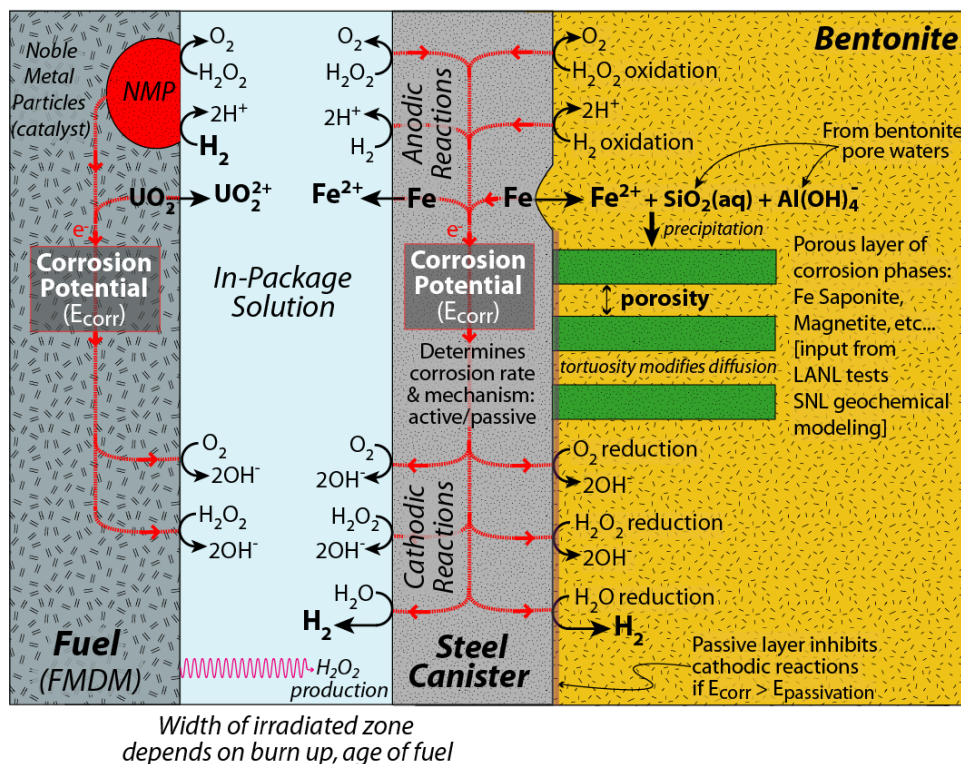 Noble
Metal
Particles
(catalyst)
NMP
O₂
H₂O₂
2H⁺
H₂
UO₂
UO₂²⁺
e⁻
Corrosion
Potential
(Ecorr)
O₂
2OH⁻
H₂O₂
2OH⁻
Fuel
(FMDM)
In-Package
Solution
O₂
H₂O₂
2H⁺
H₂
Fe²⁺
O₂
2OH⁻
H₂O₂
2OH⁻
H₂O
H₂
H₂O₂
production
Anodic
Reactions
Fe
Fe
e⁻
Corrosion
Potential
(Ecorr)
Determines
corrosion rate
& mechanism:
active/passive
Cathodic
Reactions
Steel
Canister
Bentonite
O₂
H₂O₂ oxidation
2H⁺
H₂ oxidation
From bentonite
pore waters
Fe²⁺ + SiO₂(aq) + Al(OH)₄⁻
precipitation
porosity
tortuosity modifies diffusion
Porous layer of
corrosion phases:
Fe Saponite,
Magnetite, etc...
[input from
LANL tests
SNL geochemical
modeling]
O₂ reduction
2OH⁻
H₂O₂ reduction
2OH⁻
H₂O reduction
H₂
Passive layer inhibits
cathodic reactions
if Ecorr > Epassivation
Width of irradiated zone
depends on burn up, age of fuel